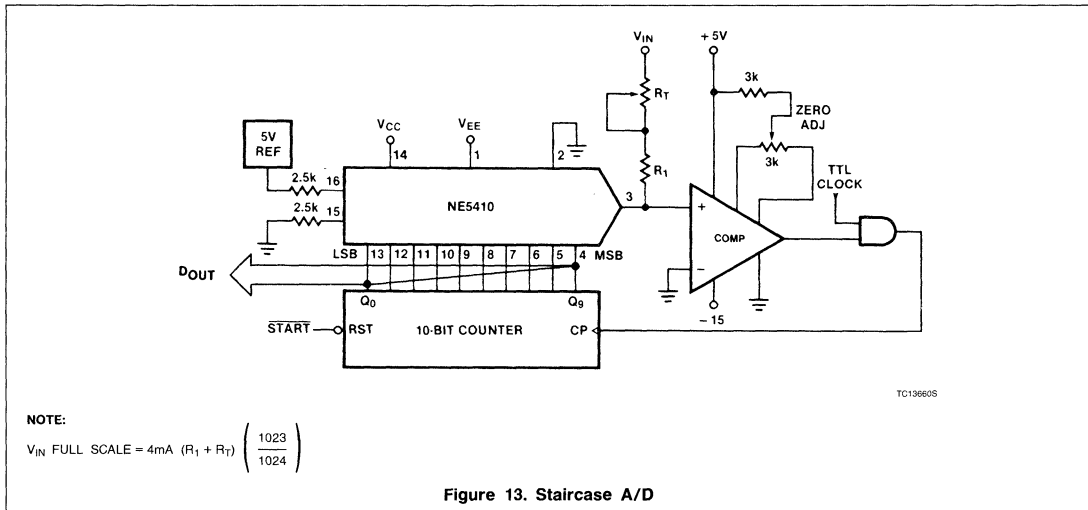 VIN
+ 5V
3k
RT
ZERO
ADJ
5V
REF
VCC
VEE
14
1
2
3k
R1
TTL
CLOCK
2.5k
16
2.5k
15
NE5410
3
+
COMP
–
LSB 13 12 11 10 9 8 7 6 5 4 MSB
DOUT
Q0
Q9
– 15
START
RST
10-BIT COUNTER
CP
TC13660S
NOTE:
VIN FULL SCALE = 4mA (R1 + RT) ( 1023 / 1024 )
Figure 13. Staircase A/D